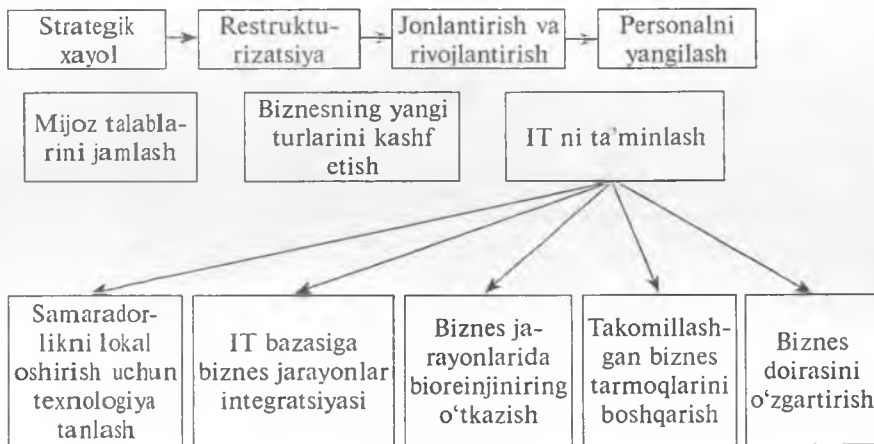 Strategik
xayol
Restruktu-
rizatsiya
Jonlantirish va
rivojlantirish
Personalni
yangilash
Mijoz talabla-
rini jamlash
Biznesning yangi
turlarini kashf
etish
IT ni ta'minlash
Samarador-
likni lokal
oshirish uchun
texnologiya
tanlash
IT bazasiga
biznes jarayonlar
integratsiyasi
Biznes ja-
rayonlarida
bioreinjiniring
o‘tkazish
Takomillash-
gan biznes
tarmoqlarini
boshqarish
Biznes
doirasini
o‘zgartirish